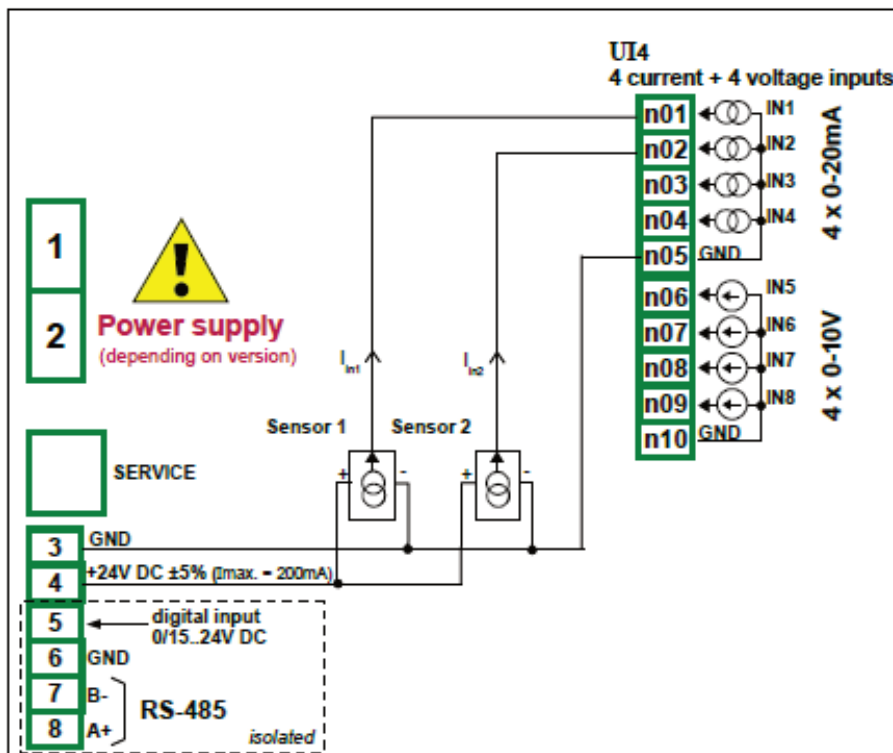 UI4
4 current + 4 voltage inputs
n01
IN1
n02
IN2
n03
IN3
n04
IN4
n05
GND
4 x 0-20mA
n06
IN5
n07
IN6
n08
IN7
n09
IN8
n10
GND
4 x 0-10V
1
2
!
Power supply
(depending on version)
Iin1
Iin2
Sensor 1
Sensor 2
+
-
+
-
SERVICE
3
GND
4
+24V DC ±5% (Imax. = 200mA)
5
digital input
0/15..24V DC
6
GND
7
B-
RS-485
8
A+
isolated